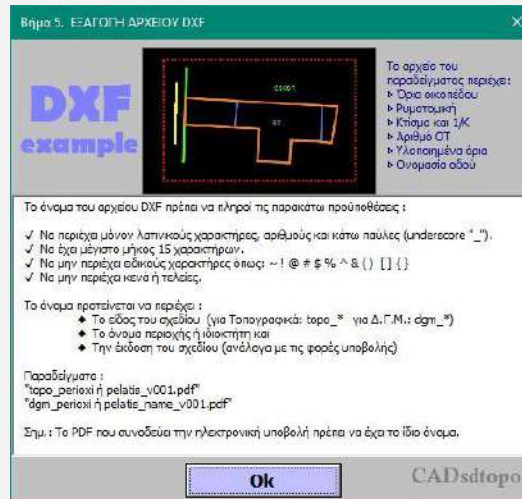 Βήμα 5. ΕΞΑΓΩΓΗ ΑΡΧΕΙΟΥ DXF
DXF
example
Το αρχείο του
παραδείγματος περιέχει:
Όρια οικοπέδου
Ρυμοτομική
Κτίσμα και 1/Κ
Αριθμό ΟΤ
Υλοποιημένα όρια
Ονομασία οδού
Το όνομα του αρχείου DXF πρέπει να πληροί τις παρακάτω προϋποθέσεις :
√ Να περιέχει μόνον λατινικούς χαρακτήρες, αριθμούς και κάτω παύλες (underscore "_").
√ Να έχει μέγιστο μήκος 15 χαρακτήρων.
√ Να μην περιέχει ειδικούς χαρακτήρες όπως: ~ ! @ # $ % ^ & ( ) [ ] { }
√ Να μην περιέχει κενά ή τελείες.
Το όνομα προτείνεται να περιέχει :
◆ Το είδος του σχεδίου (για Τοπογραφικά: topo_* για Δ.Γ.Μ.: dgm_*)
◆ Το όνομα περιοχής ή ιδιοκτήτη και
◆ Την έκδοση του σχεδίου (ανάλογα με τις φορές υποβολής)
Παραδείγματα :
"topo_perioxi ή pelatis_v001.pdf"
"dgm_perioxi ή pelatis_name_v001.pdf"
Σημ. : Το PDF που συνοδεύει την ηλεκτρονική υποβολή πρέπει να έχει το ίδιο όνομα.
Ok
CADsdtopo